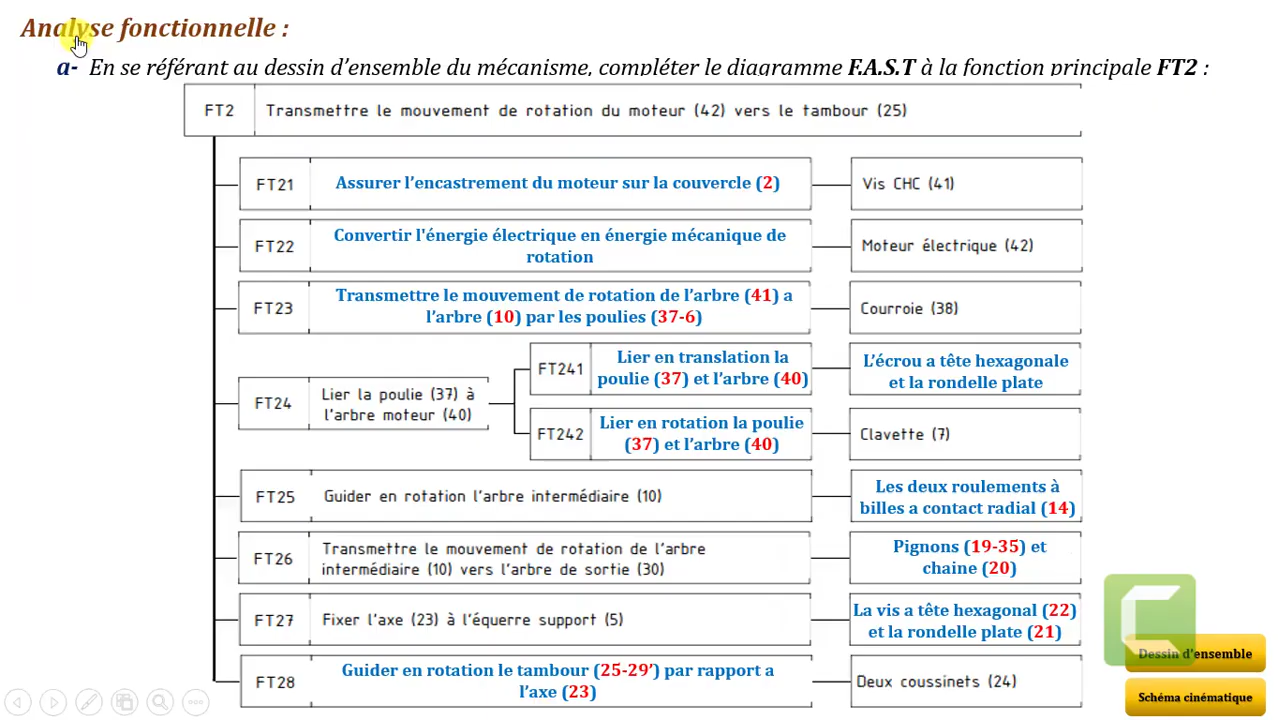 Analyse fonctionnelle :
a- En se référant au dessin d'ensemble du mécanisme, compléter le diagramme F.A.S.T à la fonction principale FT2 :
FT2 Transmettre le mouvement de rotation du moteur (42) vers le tambour (25)
FT21 Assurer l'encastrement du moteur sur la couvercle (2) Vis CHC (41)
FT22 Convertir l'énergie électrique en énergie mécanique de
rotation
Moteur électrique (42)
FT23 Transmettre le mouvement de rotation de l'arbre (41) a
l'arbre (10) par les poulies (37-6)
Courroie (38)
FT24 Lier la poulie (37) à
l'arbre moteur (40)
FT241 Lier en translation la
poulie (37) et l'arbre (40)
L'écrou a tête hexagonale
et la rondelle plate
FT242 Lier en rotation la poulie
(37) et l'arbre (40)
Clavette (7)
FT25 Guider en rotation l'arbre intermédiaire (10)
Les deux roulements à
billes a contact radial (14)
FT26 Transmettre le mouvement de rotation de l'arbre
intermédiaire (10) vers l'arbre de sortie (30)
Pignons (19-35) et
chaine (20)
FT27 Fixer l'axe (23) à l'équerre support (5)
La vis a tête hexagonal (22)
et la rondelle plate (21)
FT28 Guider en rotation le tambour (25-29') par rapport a
l'axe (23)
Deux coussinets (24)
Dessin d'ensemble
Schéma cinématique